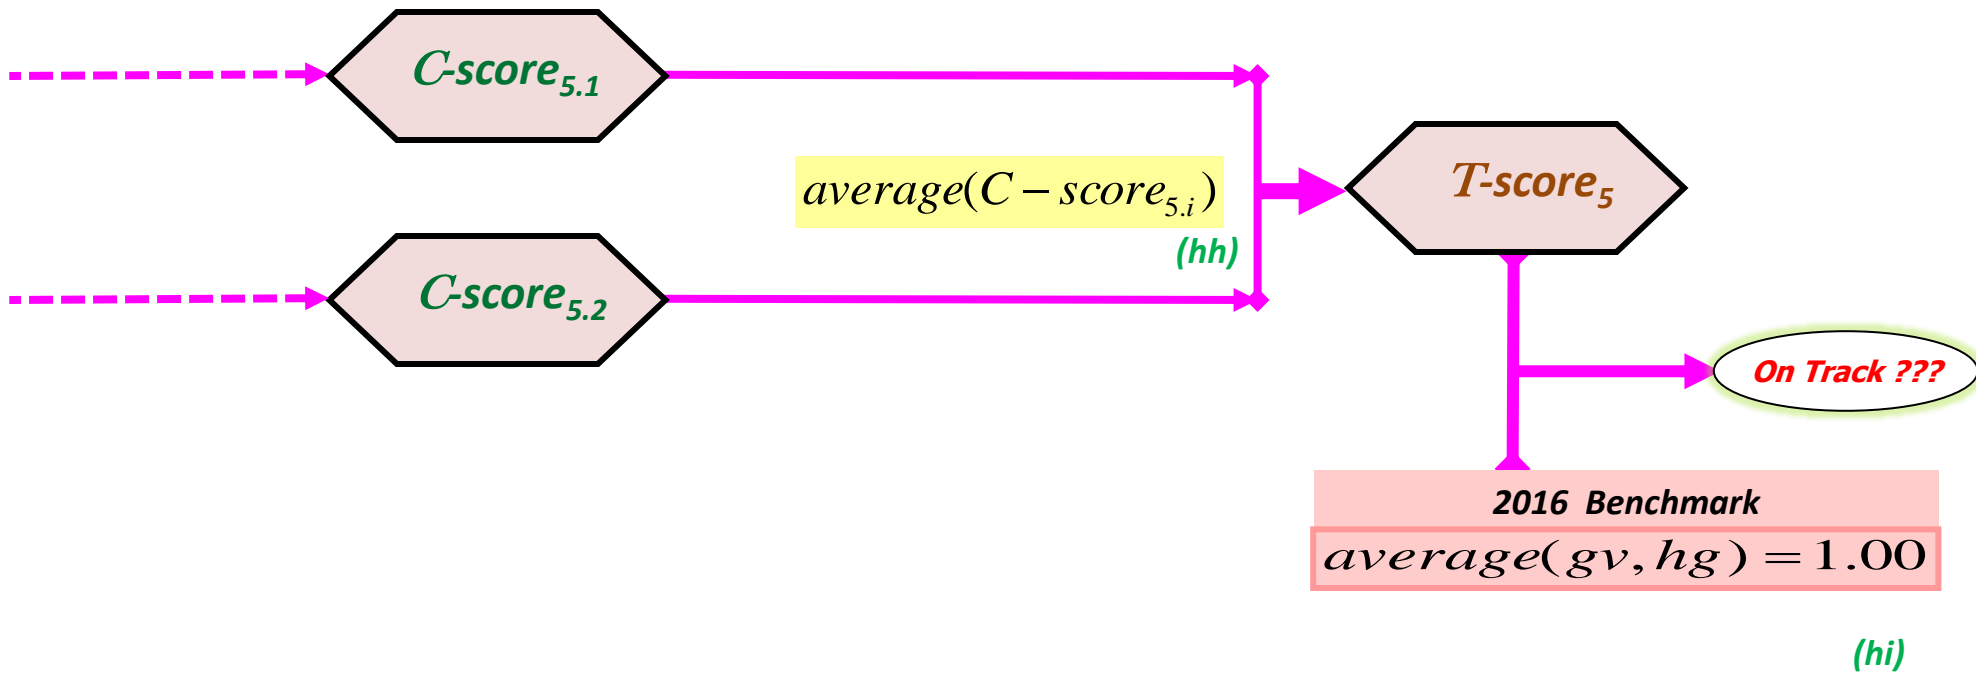 C-score5.1
average(C − score5.i)
(hh)
T-score5
C-score5.2
On Track ???
2016 Benchmark
average(gv, hg) = 1.00
(hi)